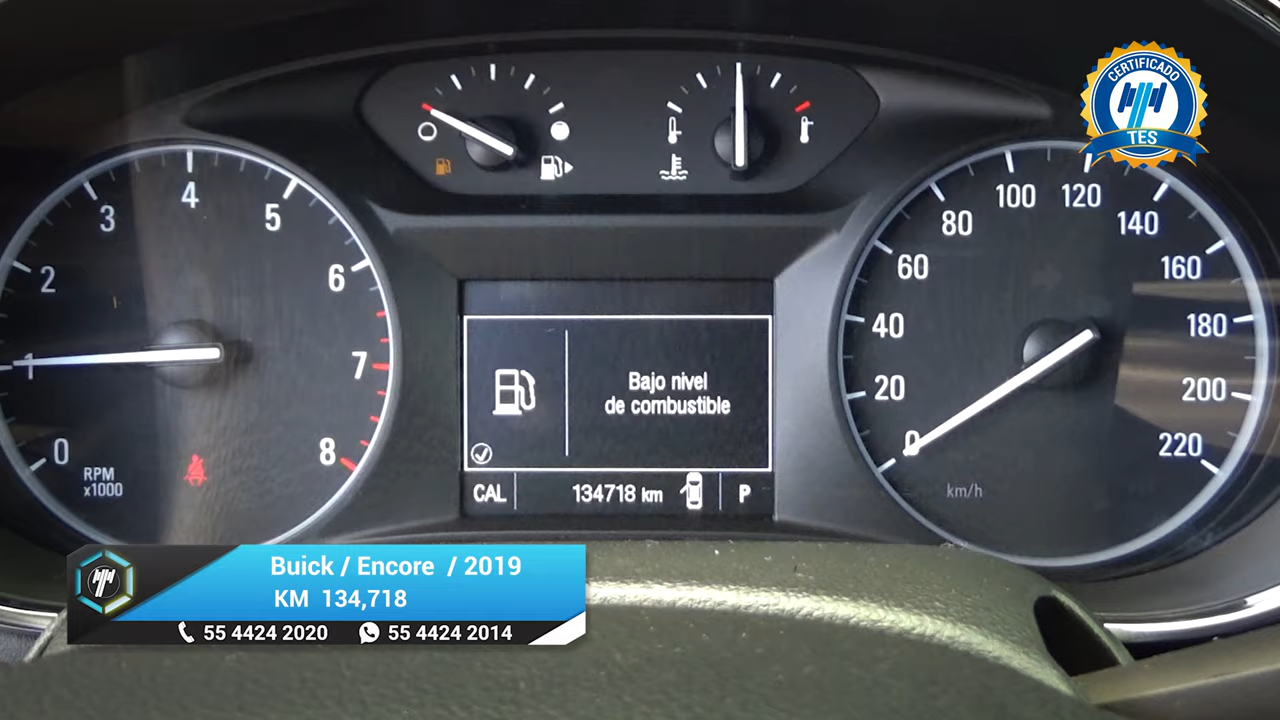 CERTIFICADO
TES
1
2
3
4
5
6
7
8
0
RPM
x1000
Bajo nivel
de combustible
CAL
134718 km
P
0
20
40
60
80
100
120
140
160
180
200
220
km/h
Buick / Encore / 2019
KM 134,718
55 4424 2020
55 4424 2014